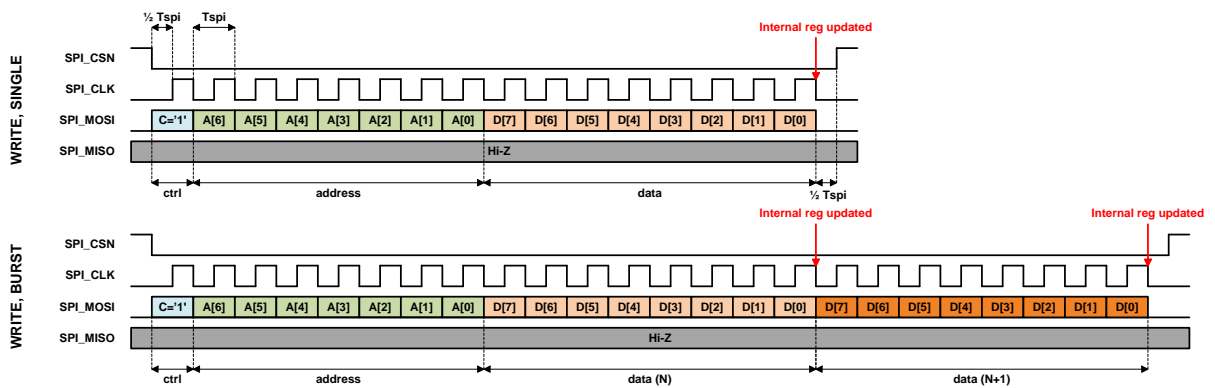 WRITE, SINGLE
½ Tspi Tspi Internal reg updated
SPI_CSN
SPI_CLK
SPI_MOSI C='1' A[6] A[5] A[4] A[3] A[2] A[1] A[0] D[7] D[6] D[5] D[4] D[3] D[2] D[1] D[0]
SPI_MISO Hi-Z
ctrl address data ½ Tspi
WRITE, BURST
Internal reg updated Internal reg updated
SPI_CSN
SPI_CLK
SPI_MOSI C='1' A[6] A[5] A[4] A[3] A[2] A[1] A[0] D[7] D[6] D[5] D[4] D[3] D[2] D[1] D[0] D[7] D[6] D[5] D[4] D[3] D[2] D[1] D[0]
SPI_MISO Hi-Z
ctrl address data (N) data (N+1)